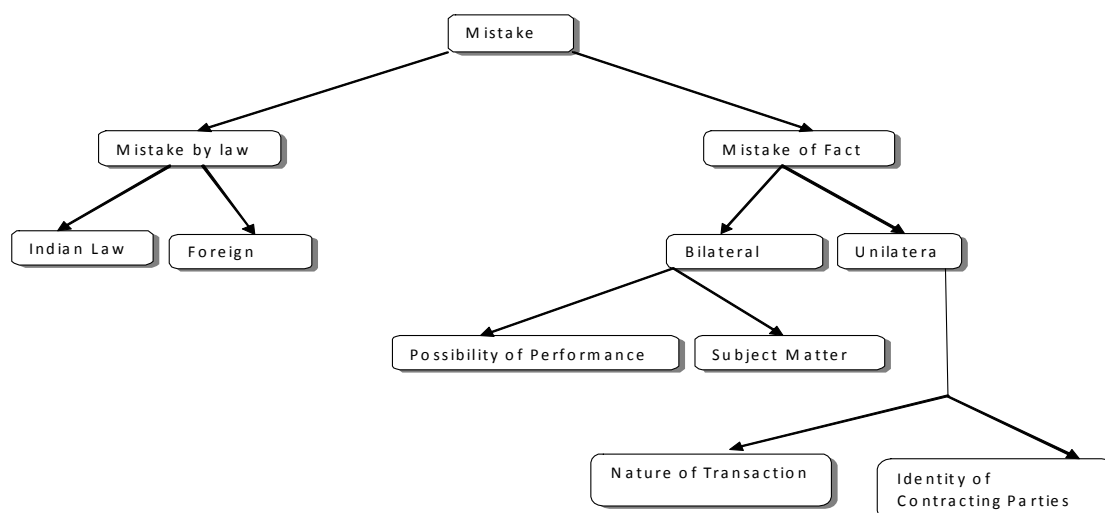 Mistake
Mistake by law
Mistake of Fact
Indian Law
Foreign
Bilateral
Unilatera
Possibility of Performance
Subject Matter
Nature of Transaction
Identity of
Contracting Parties